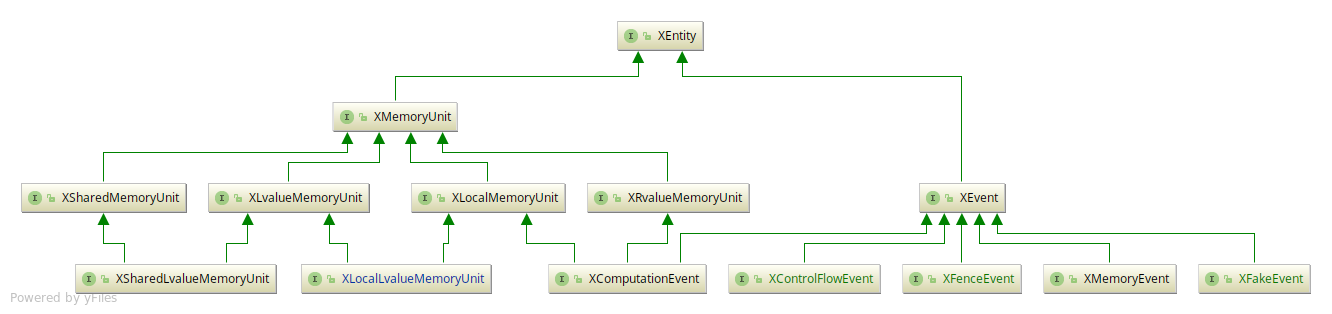 XEntity
XMemoryUnit
XSharedMemoryUnit
XLvalueMemoryUnit
XLocalMemoryUnit
XRvalueMemoryUnit
XEvent
XSharedLvalueMemoryUnit
XLocalLvalueMemoryUnit
XComputationEvent
XControlFlowEvent
XFenceEvent
XMemoryEvent
XFakeEvent
Powered by yFiles